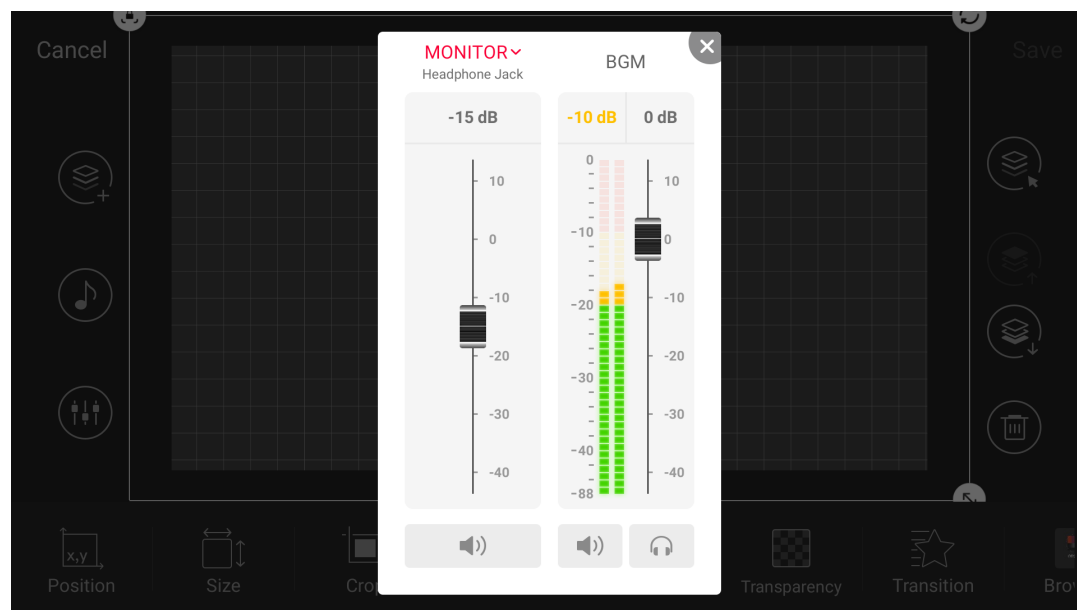 Cancel
Save
MONITOR
Headphone Jack
BGM
-15 dB
-10 dB
0 dB
10
0
-10
-20
-30
-40
0
-10
-20
-30
-40
-88
10
0
-10
-20
-30
-40
x,y
Position
Size
Transparency
Transition